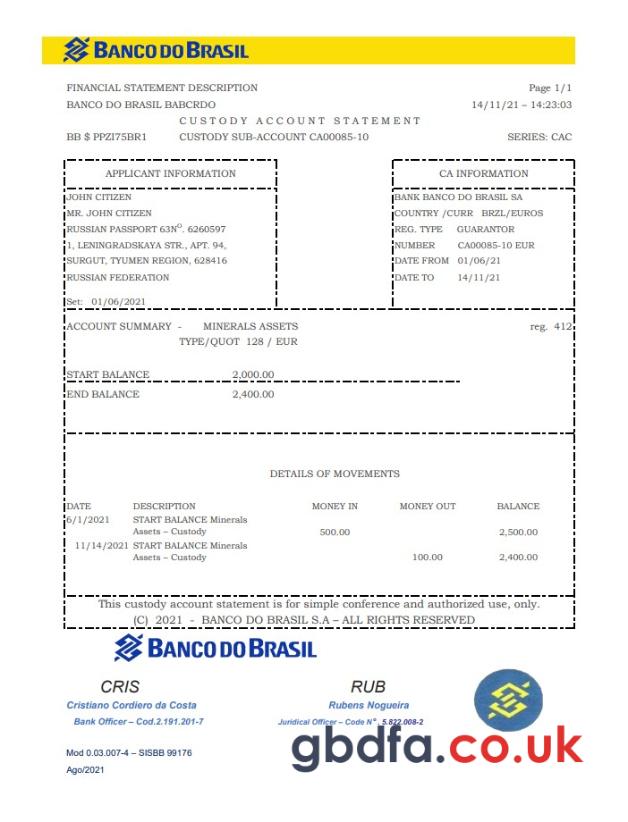 BANCO DO BRASIL
FINANCIAL STATEMENT DESCRIPTION Page 1/1
BANCO DO BRASIL BABCRDO 14/11/21 – 14:23:03
CUSTODY ACCOUNT STATEMENT
BB $ PPZI75BR1 CUSTODY SUB-ACCOUNT CA00085-10 SERIES: CAC
APPLICANT INFORMATION CA INFORMATION
JOHN CITIZEN BANK BANCO DO BRASIL SA
MR. JOHN CITIZEN COUNTRY /CURR BRZL/EUROS
RUSSIAN PASSPORT 63Nº. 6260597 REG. TYPE GUARANTOR
1, LENINGRADSKAYA STR., APT. 94, NUMBER CA00085-10 EUR
SURGUT, TYUMEN REGION, 628416 DATE FROM 01/06/21
RUSSIAN FEDERATION DATE TO 14/11/21
Set: 01/06/2021
ACCOUNT SUMMARY - MINERALS ASSETS reg. 412
TYPE/QUOT 128 / EUR
START BALANCE 2,000.00
END BALANCE 2,400.00
DETAILS OF MOVEMENTS
DATE DESCRIPTION MONEY IN MONEY OUT BALANCE
6/1/2021 START BALANCE Minerals
Assets – Custody 500.00 2,500.00
11/14/2021 START BALANCE Minerals
Assets – Custody 100.00 2,400.00
This custody account statement is for simple conference and authorized use, only.
(C) 2021 - BANCO DO BRASIL S.A – ALL RIGHTS RESERVED
BANCO DO BRASIL
CRIS RUB
Cristiano Cordiero da Costa Rubens Nogueira
Bank Officer – Cod.2.191.201-7 Juridical Officer – Code Nº. 5.822.008-2
gbdfa.co.uk
Mod 0.03.007-4 – SISBB 99176
Ago/2021